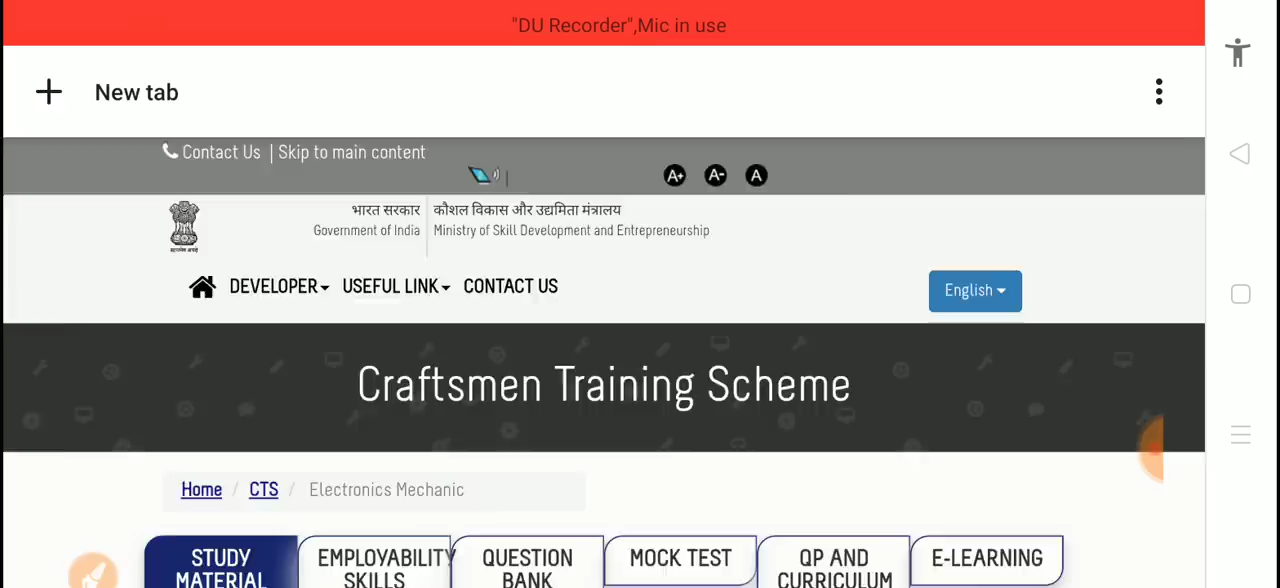 "DU Recorder",Mic in use
New tab
Contact Us | Skip to main content
A+ A- A
भारत सरकार कौशल विकास और उद्यमिता मंत्रालय
Government of India Ministry of Skill Development and Entrepreneurship
DEVELOPER USEFUL LINK CONTACT US
English
Craftsmen Training Scheme
Home / CTS / Electronics Mechanic
STUDY MATERIAL
EMPLOYABILITY SKILLS
QUESTION BANK
MOCK TEST
QP AND CURRICULUM
E-LEARNING